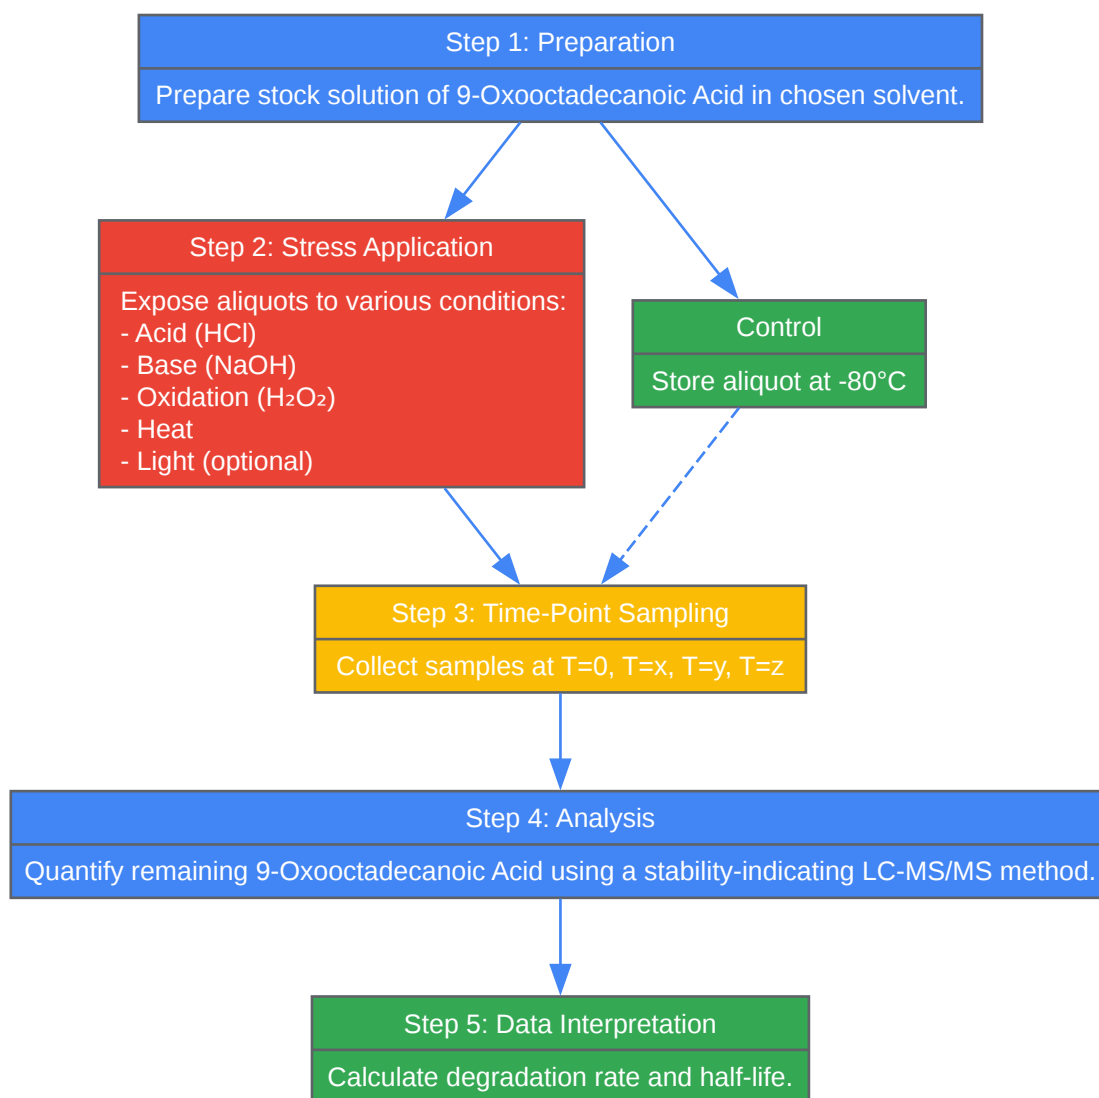 Step 1: Preparation
Prepare stock solution of 9-Oxooctadecanoic Acid in chosen solvent.
Step 2: Stress Application
Expose aliquots to various conditions:
- Acid (HCl)
- Base (NaOH)
- Oxidation (H₂O₂)
- Heat
- Light (optional)
Control
Store aliquot at -80°C
Step 3: Time-Point Sampling
Collect samples at T=0, T=x, T=y, T=z
Step 4: Analysis
Quantify remaining 9-Oxooctadecanoic Acid using a stability-indicating LC-MS/MS method.
Step 5: Data Interpretation
Calculate degradation rate and half-life.